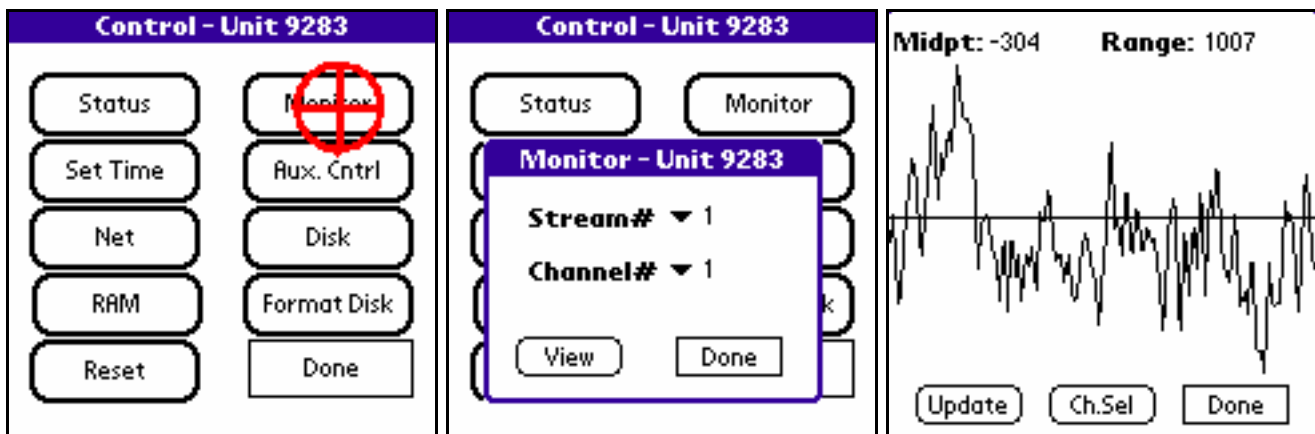 Control - Unit 9283
Status Monitor
Set Time Aux. Cntrl
Net Disk
RAM Format Disk
Reset Done
Control - Unit 9283
Status Monitor
Monitor - Unit 9283
Stream# 1
Channel# 1
k
View Done
Midpt: -304 Range: 1007
Update Ch.Sel Done